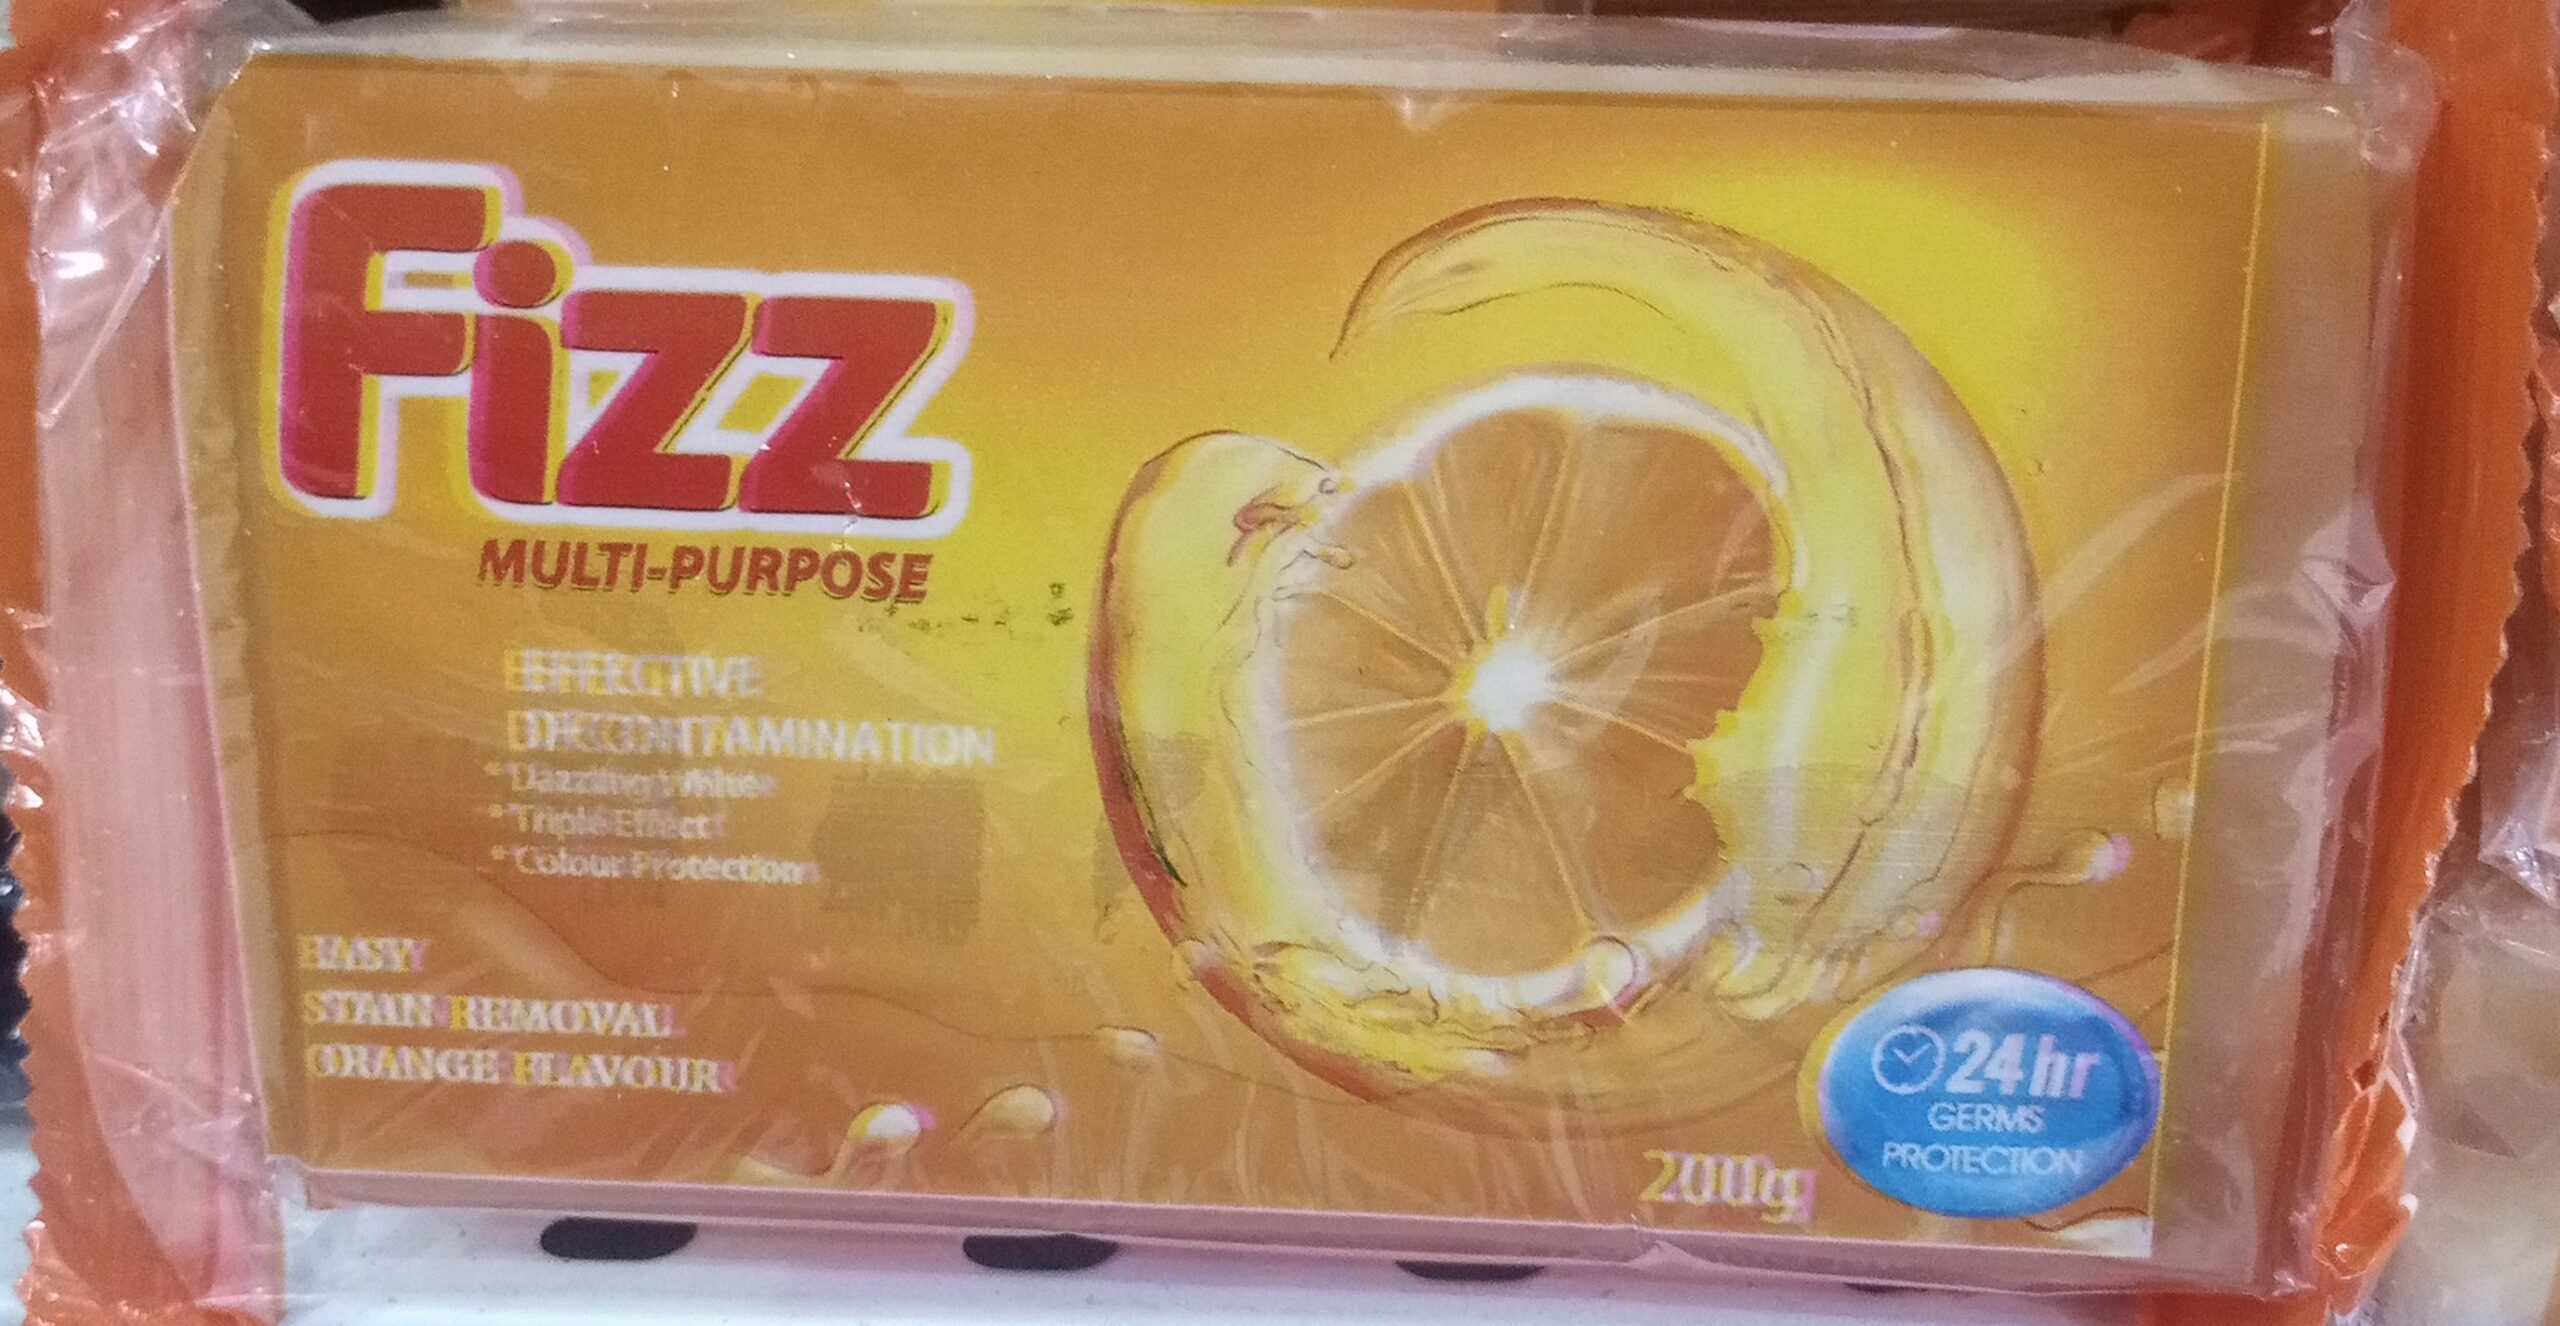 Fizz
MULTI-PURPOSE
EFFECTIVE
DECONTAMINATION
*Dazzling White
*Triple Effect
*Colour Protection
EASY
STAIN REMOVAL
ORANGE FLAVOUR
24hr
GERMS
PROTECTION
200g